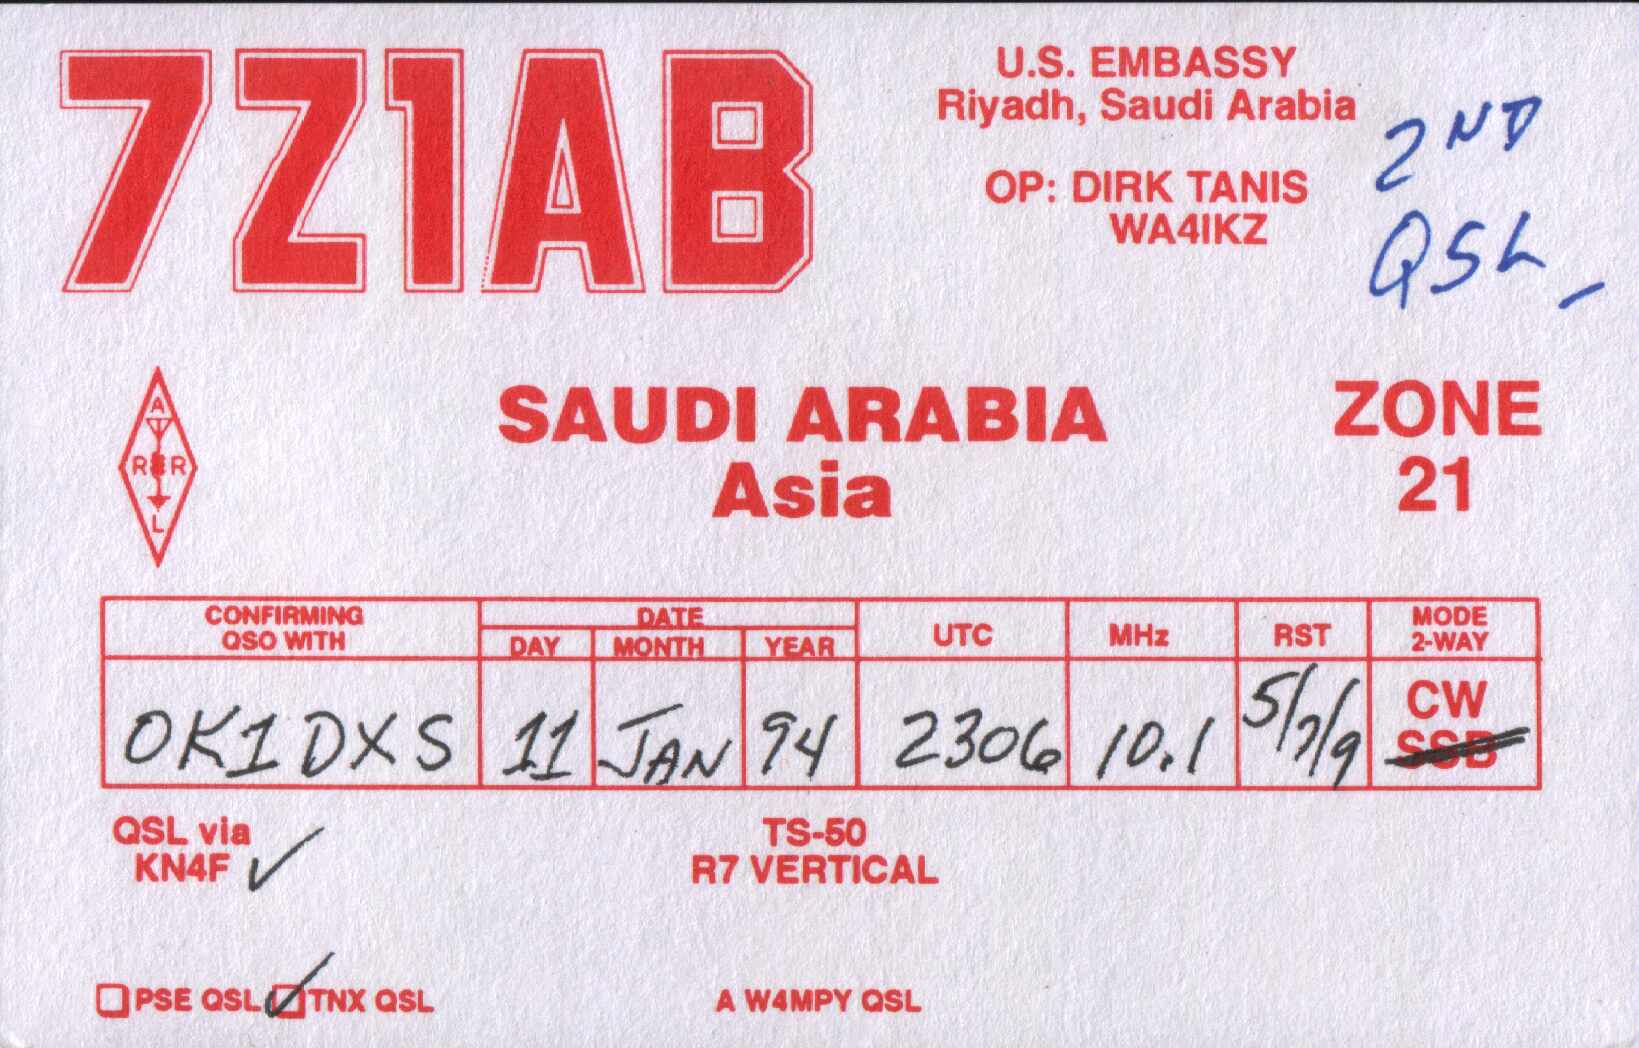 7Z1AB
U.S. EMBASSY
Riyadh, Saudi Arabia
OP: DIRK TANIS
WA4IKZ
2ND
QSL
A
R R
L
SAUDI ARABIA
Asia
ZONE
21
CONFIRMING
QSO WITH
DATE
DAY MONTH YEAR
UTC
MHz
RST
MODE
2-WAY
OK1DXS 11 JAN 94 2306 10.1 5/7/9
CW
SSB
QSL via
KN4F
TS-50
R7 VERTICAL
PSE QSL TNX QSL
A W4MPY QSL